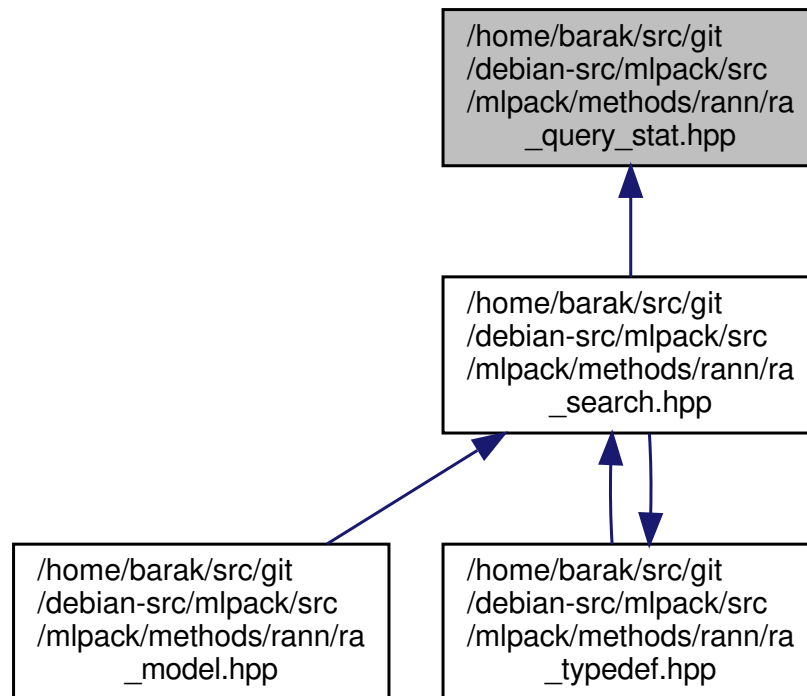 /home/barak/src/git
/debian-src/mlpack/src
/mlpack/methods/rann/ra
_query_stat.hpp
/home/barak/src/git
/debian-src/mlpack/src
/mlpack/methods/rann/ra
_search.hpp
/home/barak/src/git
/debian-src/mlpack/src
/mlpack/methods/rann/ra
_model.hpp
/home/barak/src/git
/debian-src/mlpack/src
/mlpack/methods/rann/ra
_typedef.hpp